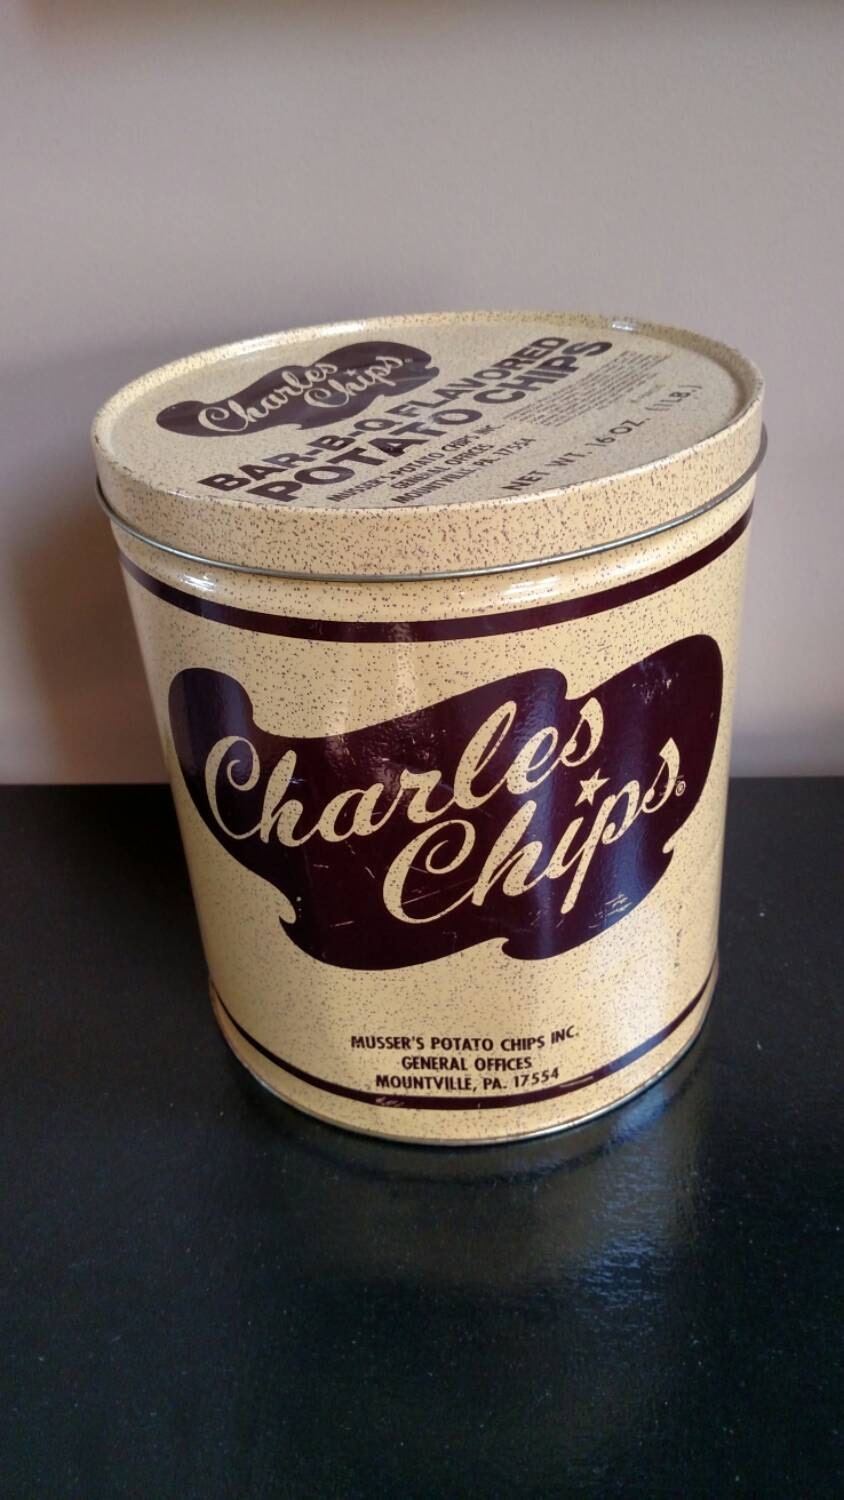 Charles
Chips®
BAR-B-Q FLAVORED
POTATO CHIPS
MUSSER'S POTATO CHIPS INC.
GENERAL OFFICES
MOUNTVILLE, PA. 17554
NET WT. 16 OZ. (1 LB.)
Charles
Chips®
MUSSER'S POTATO CHIPS INC.
GENERAL OFFICES
MOUNTVILLE, PA. 17554